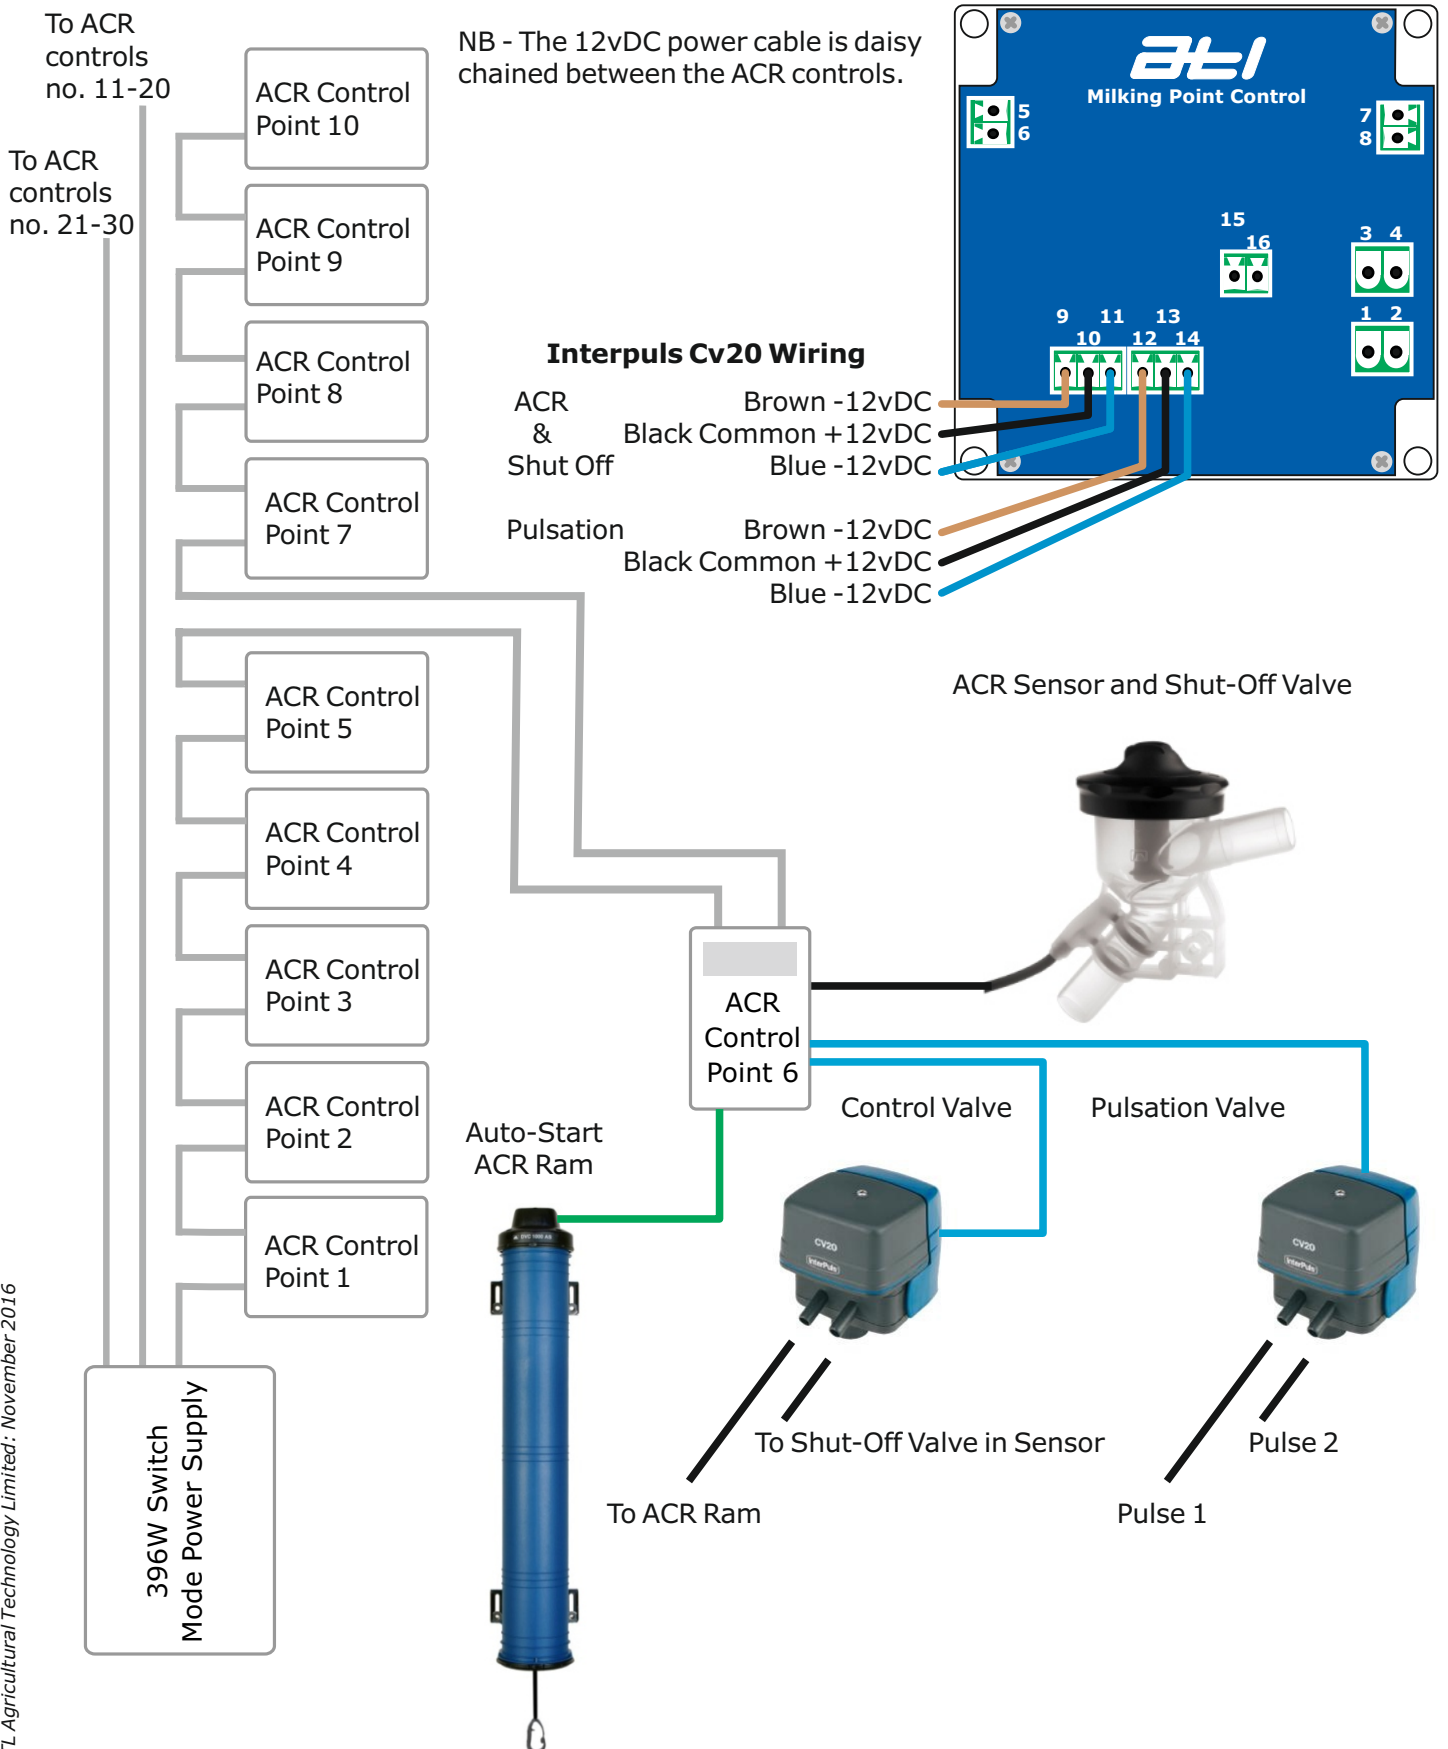 To ACR
controls
no. 11-20
To ACR
controls
no. 21-30
NB - The 12vDC power cable is daisy
chained between the ACR controls.
ACR Control
Point 10
ACR Control
Point 9
ACR Control
Point 8
ACR Control
Point 7
ACR Control
Point 5
ACR Control
Point 4
ACR Control
Point 3
ACR Control
Point 2
ACR Control
Point 1
396W Switch
Mode Power Supply
atl
Milking Point Control
5
6
7
8
15
16
3 4
1 2
9 11 13
10 12 14
Interpuls Cv20 Wiring
ACR
&
Shut Off
Brown -12vDC
Black Common +12vDC
Blue -12vDC
Pulsation
Brown -12vDC
Black Common +12vDC
Blue -12vDC
ACR Sensor and Shut-Off Valve
ACR
Control
Point 6
Control Valve
Pulsation Valve
Auto-Start
ACR Ram
CV20
InterPuls
CV20
InterPuls
To Shut-Off Valve in Sensor
To ACR Ram
Pulse 2
Pulse 1
Agricultural Technology Limited: November 2016